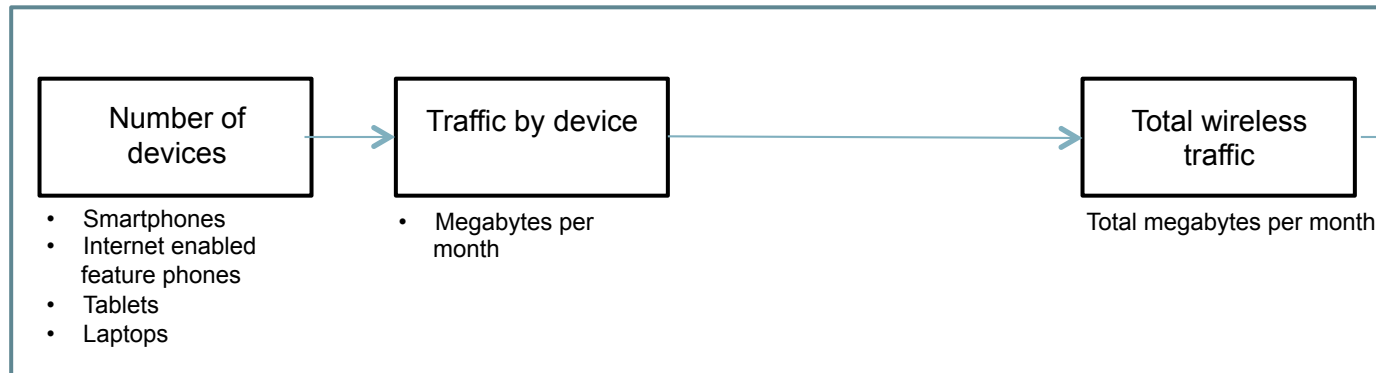 Number of
devices
Traffic by device
Total wireless
traffic
• Smartphones
• Internet enabled
feature phones
• Tablets
• Laptops
• Megabytes per
month
Total megabytes per month